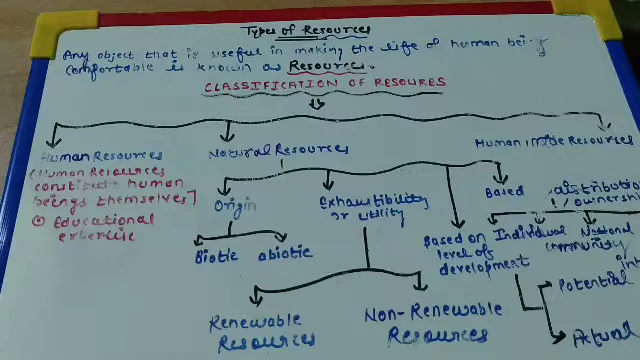 Types of Resources
Any object that is useful in making the life of human being
comfortable is known as Resources.
CLASSIFICATION OF RESOURES
Human Resources
(Human Resources
constitute human
beings themselves]
Educational
Natural Resources
Human made Resources
Origin
Biotic abiotic
Exhaustibility
or utility
Renewable
Resources
Non-Renewable
Resources
Based on
level of
development
Based distribution
/ ownership
Individual community National
Potential
Actual